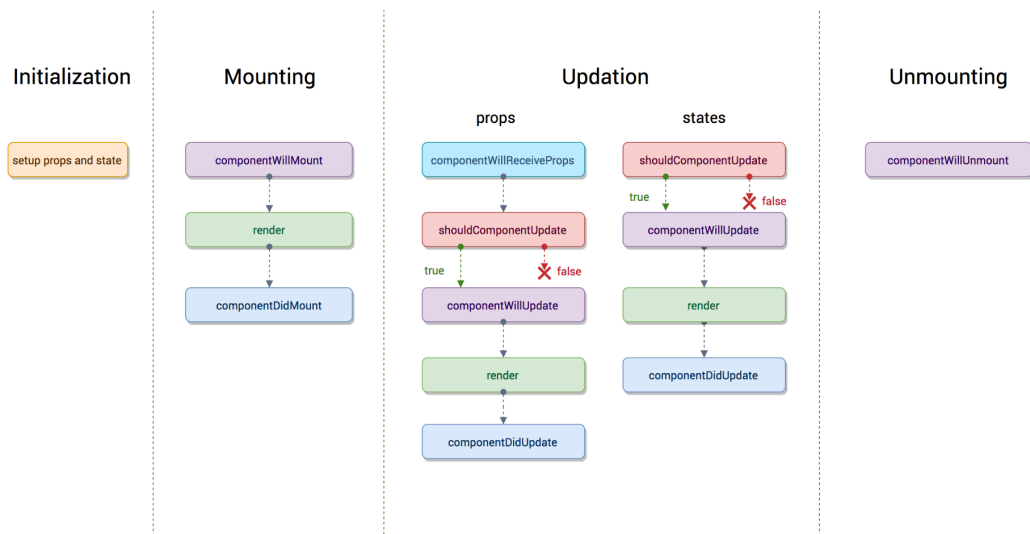 Initialization
setup props and state
Mounting
componentWillMount
render
componentDidMount
Updation
props
componentWillReceiveProps
shouldComponentUpdate
true
false
componentWillUpdate
render
componentDidUpdate
states
shouldComponentUpdate
true
false
componentWillUpdate
render
componentDidUpdate
Unmounting
componentWillUnmount